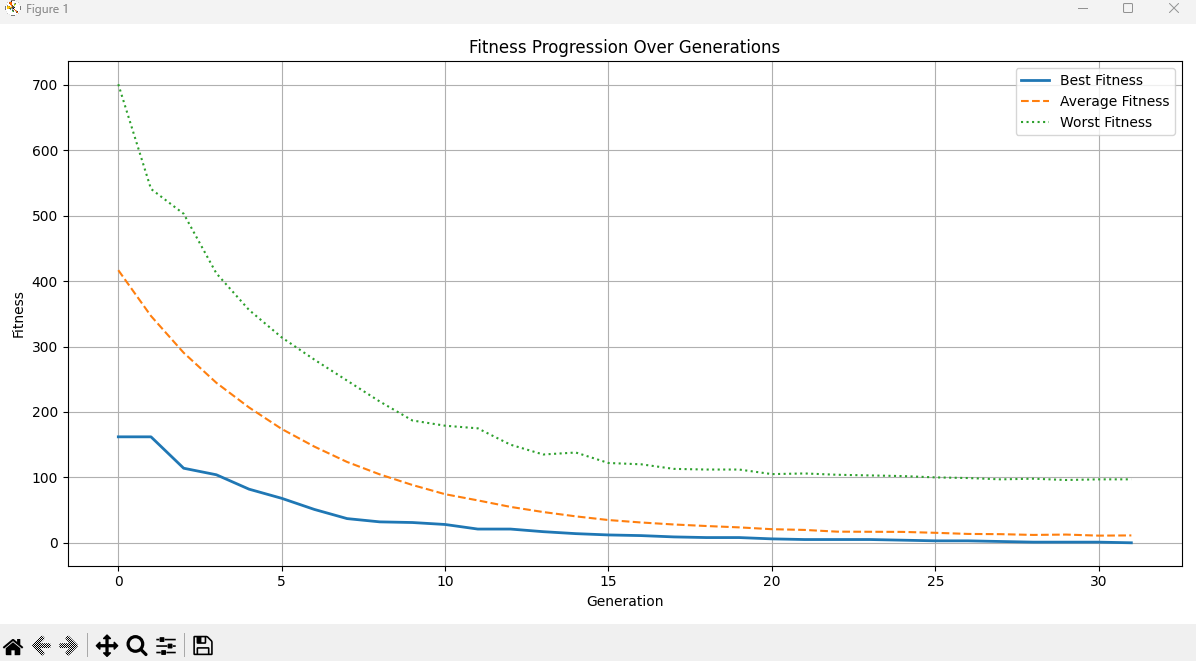 Figure 1
Fitness Progression Over Generations
Best Fitness
Average Fitness
Worst Fitness
700
600
500
400
300
200
100
0
Fitness
0 5 10 15 20 25 30
Generation